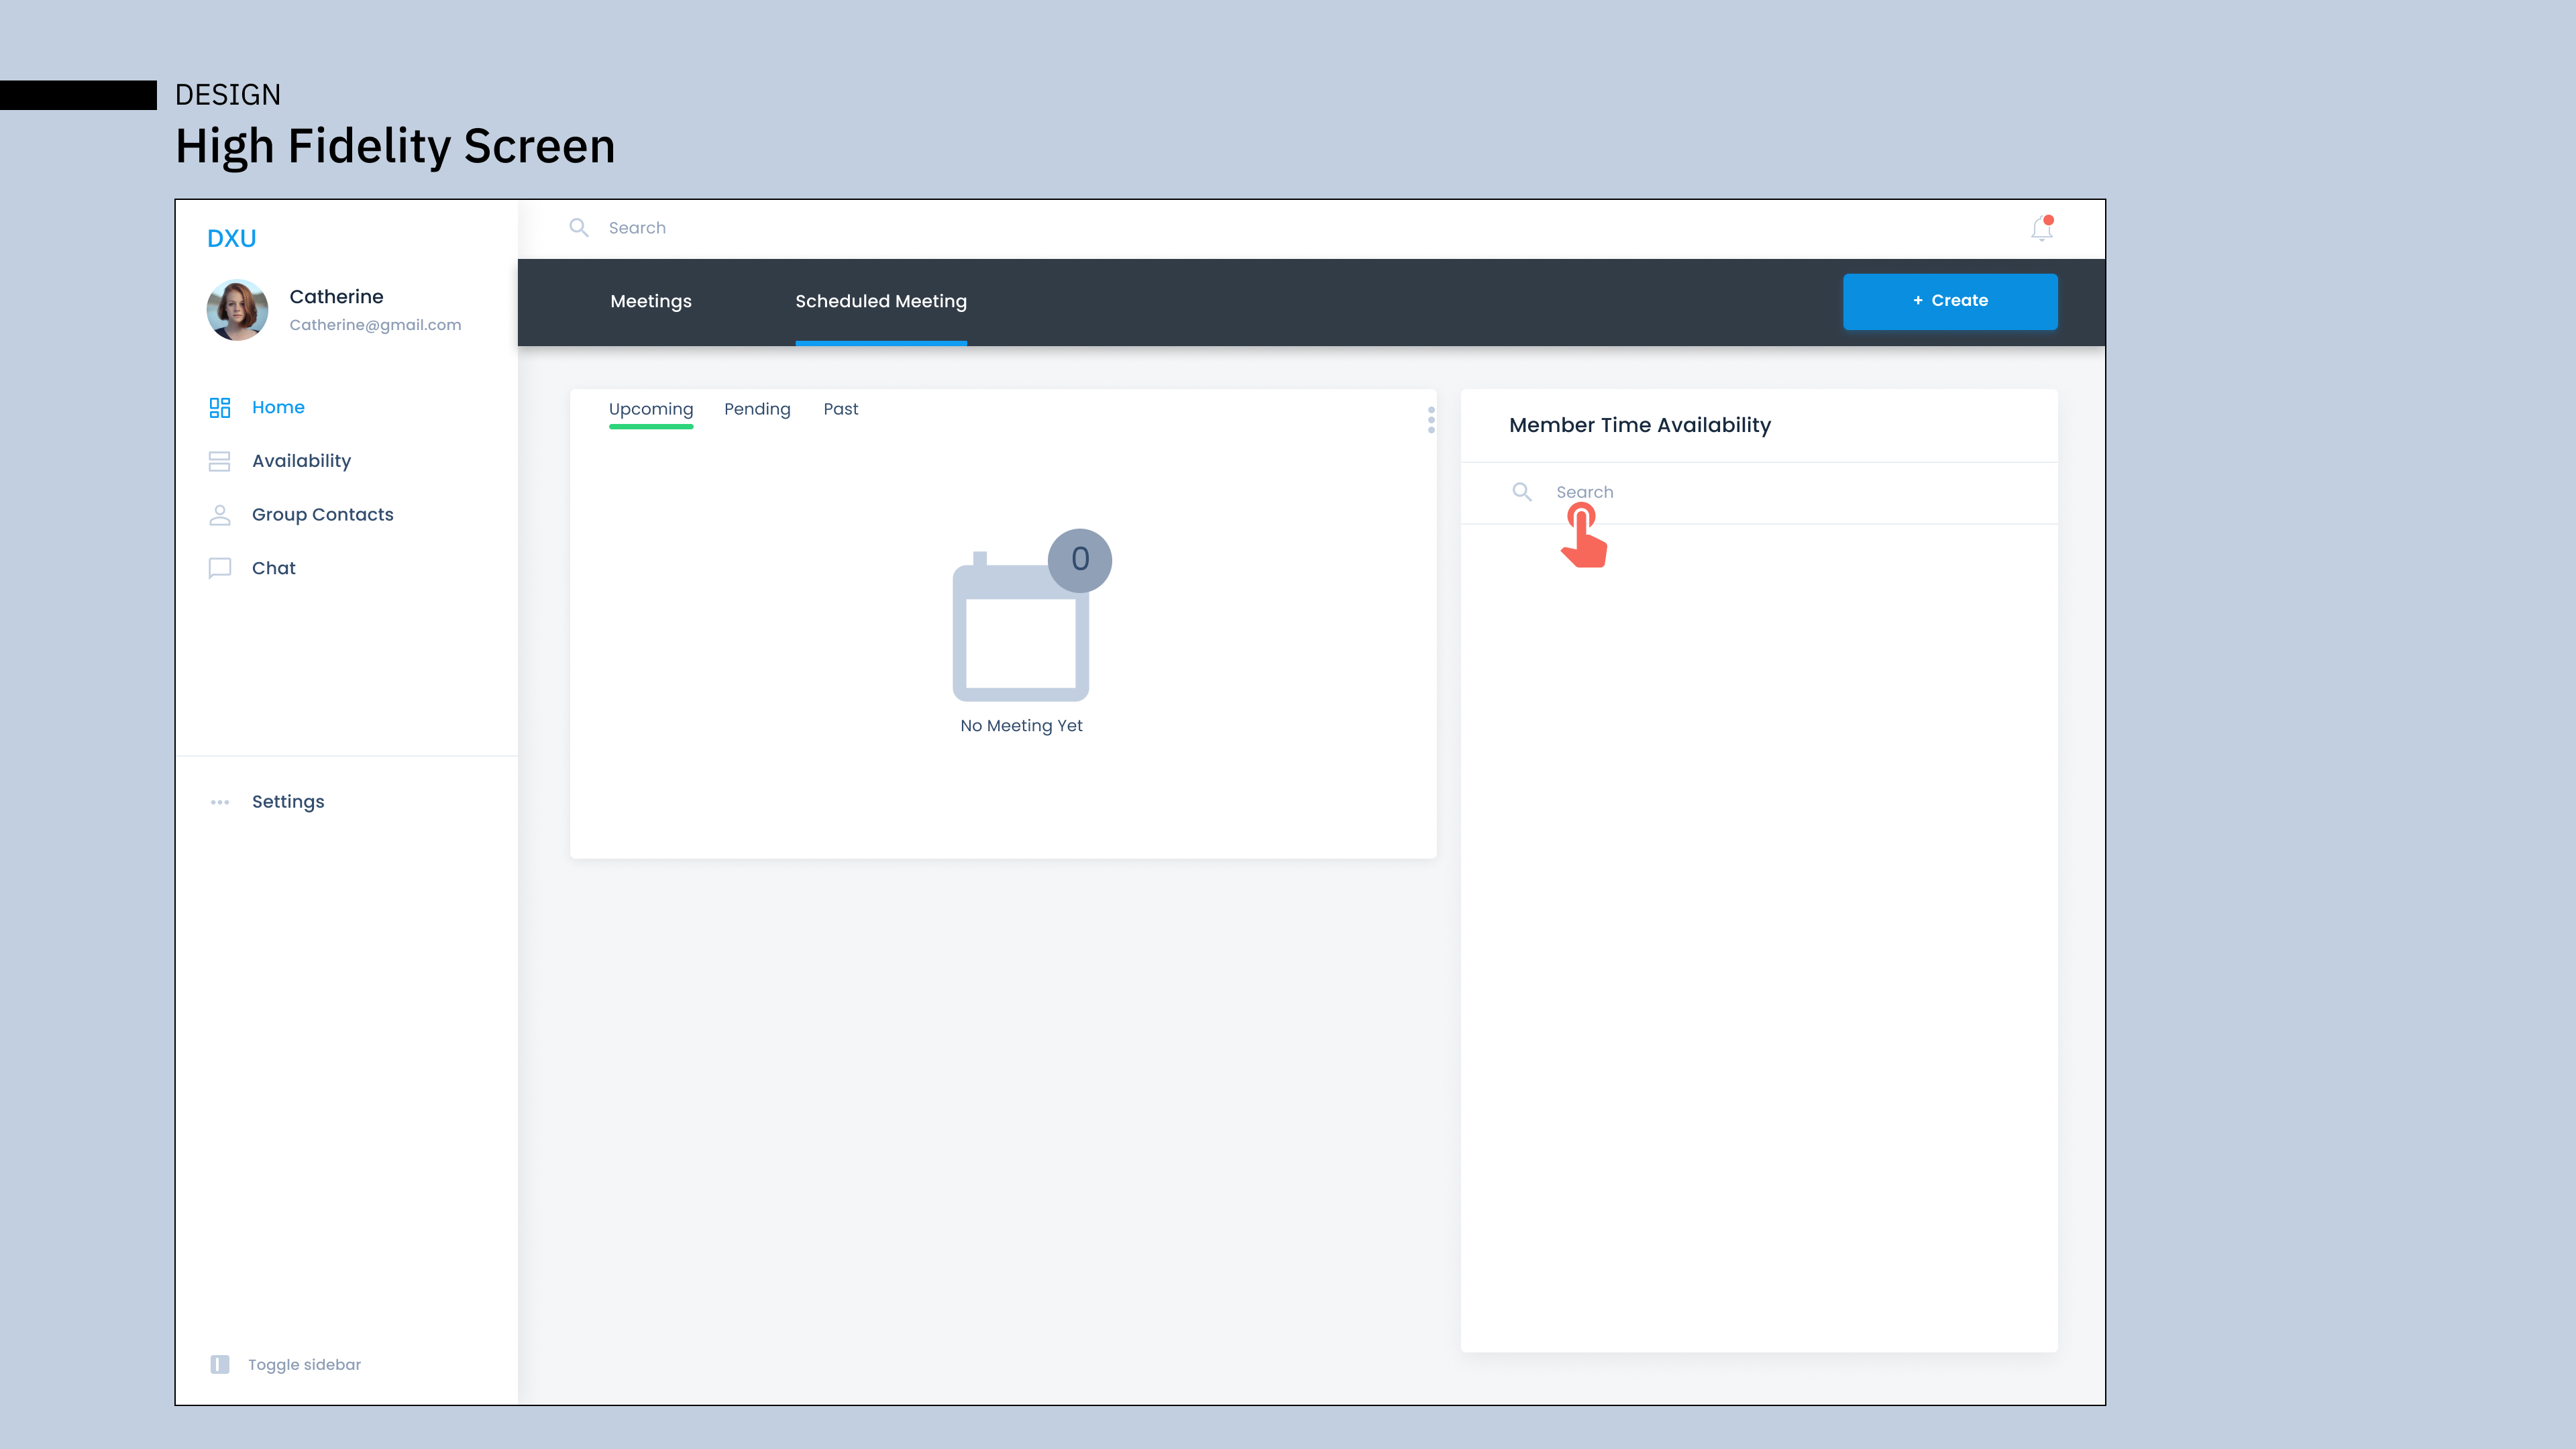 DESIGN
High Fidelity Screen
DXU
Catherine
Catherine@gmail.com
Home
Availability
Group Contacts
Chat
Settings
Toggle sidebar
Search
Meetings
Scheduled Meeting
+ Create
Upcoming
Pending
Past
0
No Meeting Yet
Member Time Availability
Search